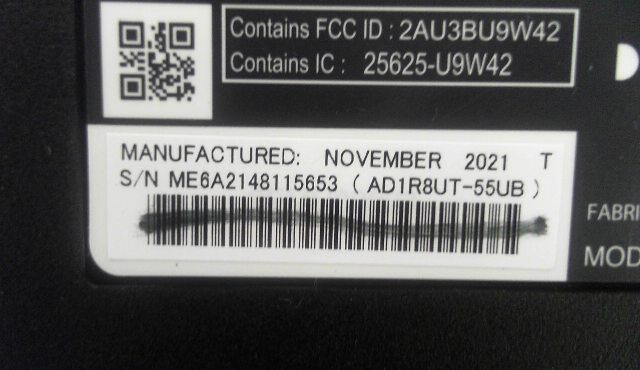 Contains FCC ID : 2AU3BU9W42
Contains IC : 25625-U9W42
MANUFACTURED: NOVEMBER 2021 T
S/N ME6A2148115653 ( AD1R8UT-55UB )
FABRI
MOD